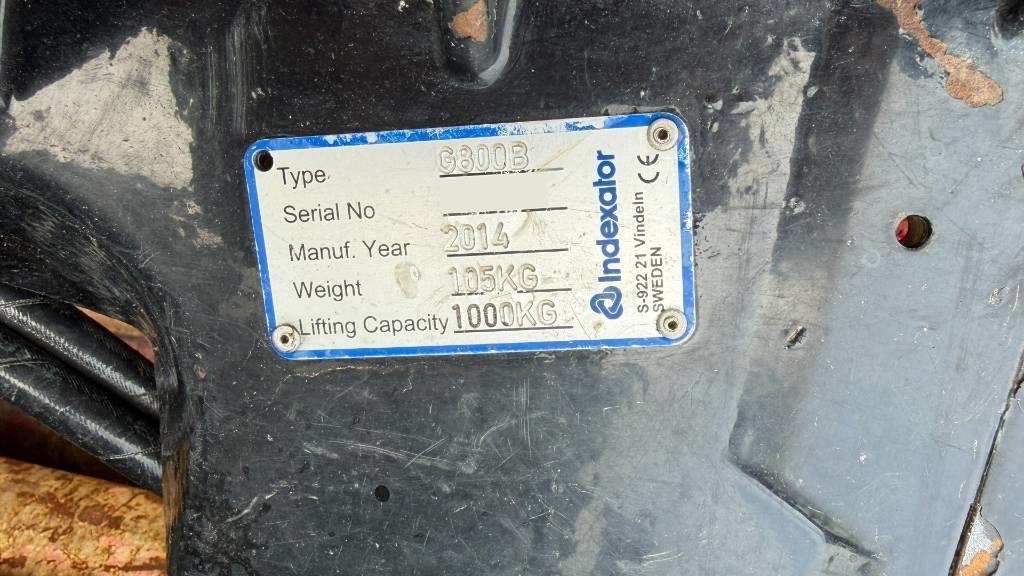 Type G800B
Serial No
Manuf. Year 2014
Weight 105KG
Lifting Capacity 1000KG
Indexator
S-922 21 Vindeln
SWEDEN
CE